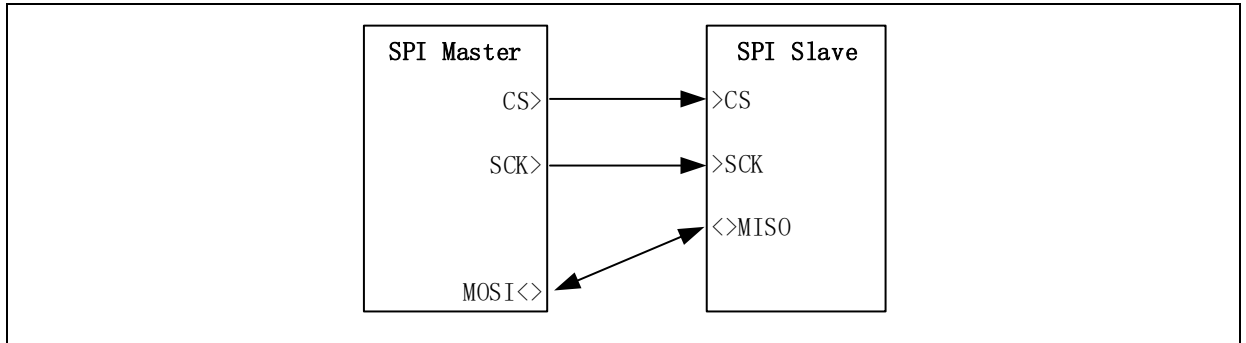 SPI Master
CS>
SCK>
MOSI<>
SPI Slave
>CS
>SCK
<>MISO